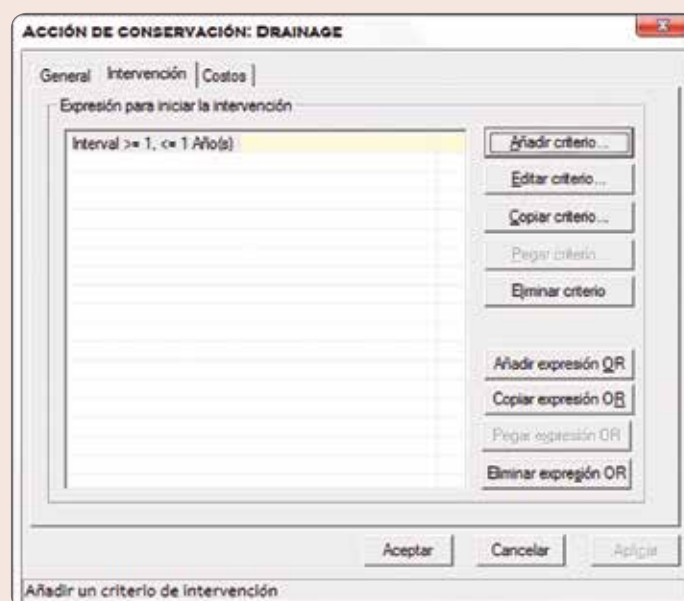 ACCIÓN DE CONSERVACIÓN: DRAINAGE
x
General Intervención Costos
Expresión para iniciar la intervención
Interval >= 1, <= 1 Año(s)
Añadir criterio...
Editar criterio...
Copiar criterio...
Pegar criterio...
Eliminar criterio
Añadir expresión OR
Copiar expresión OR
Pegar expresión OR
Eliminar expresión OR
Aceptar Cancelar Aplicar
Añadir un criterio de intervención